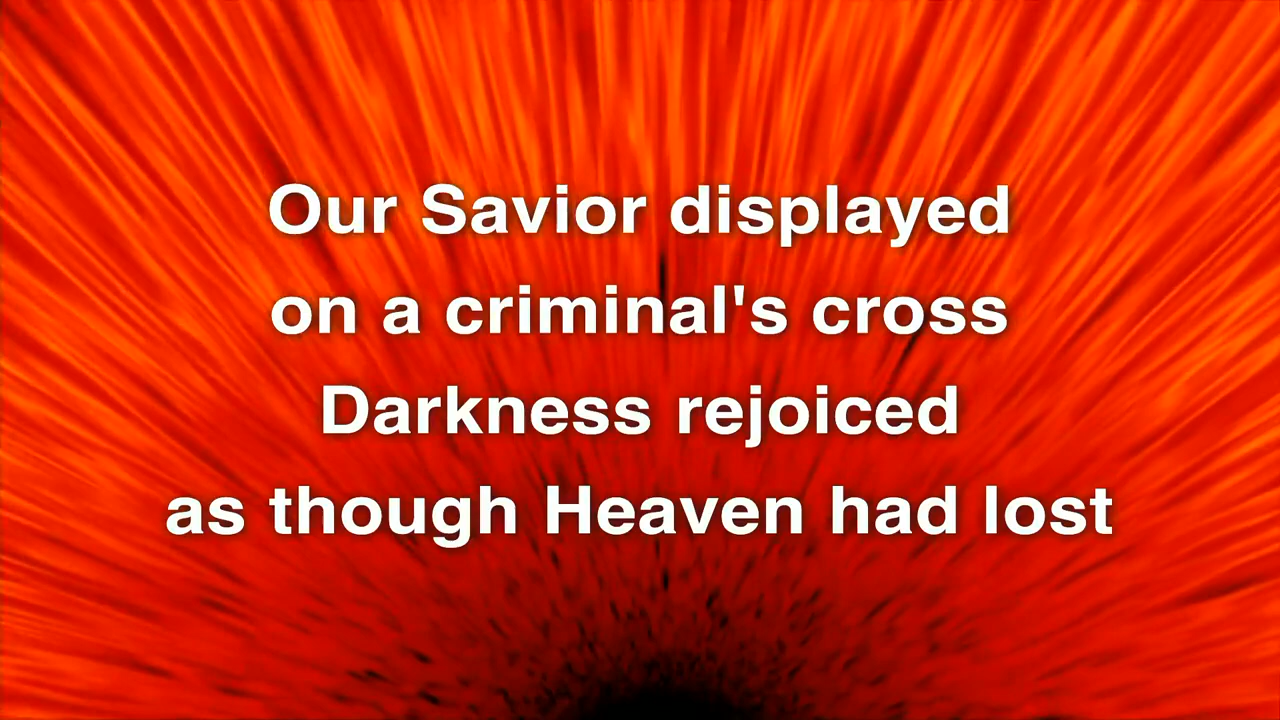 Our Savior displayed
on a criminal's cross
Darkness rejoiced
as though Heaven had lost